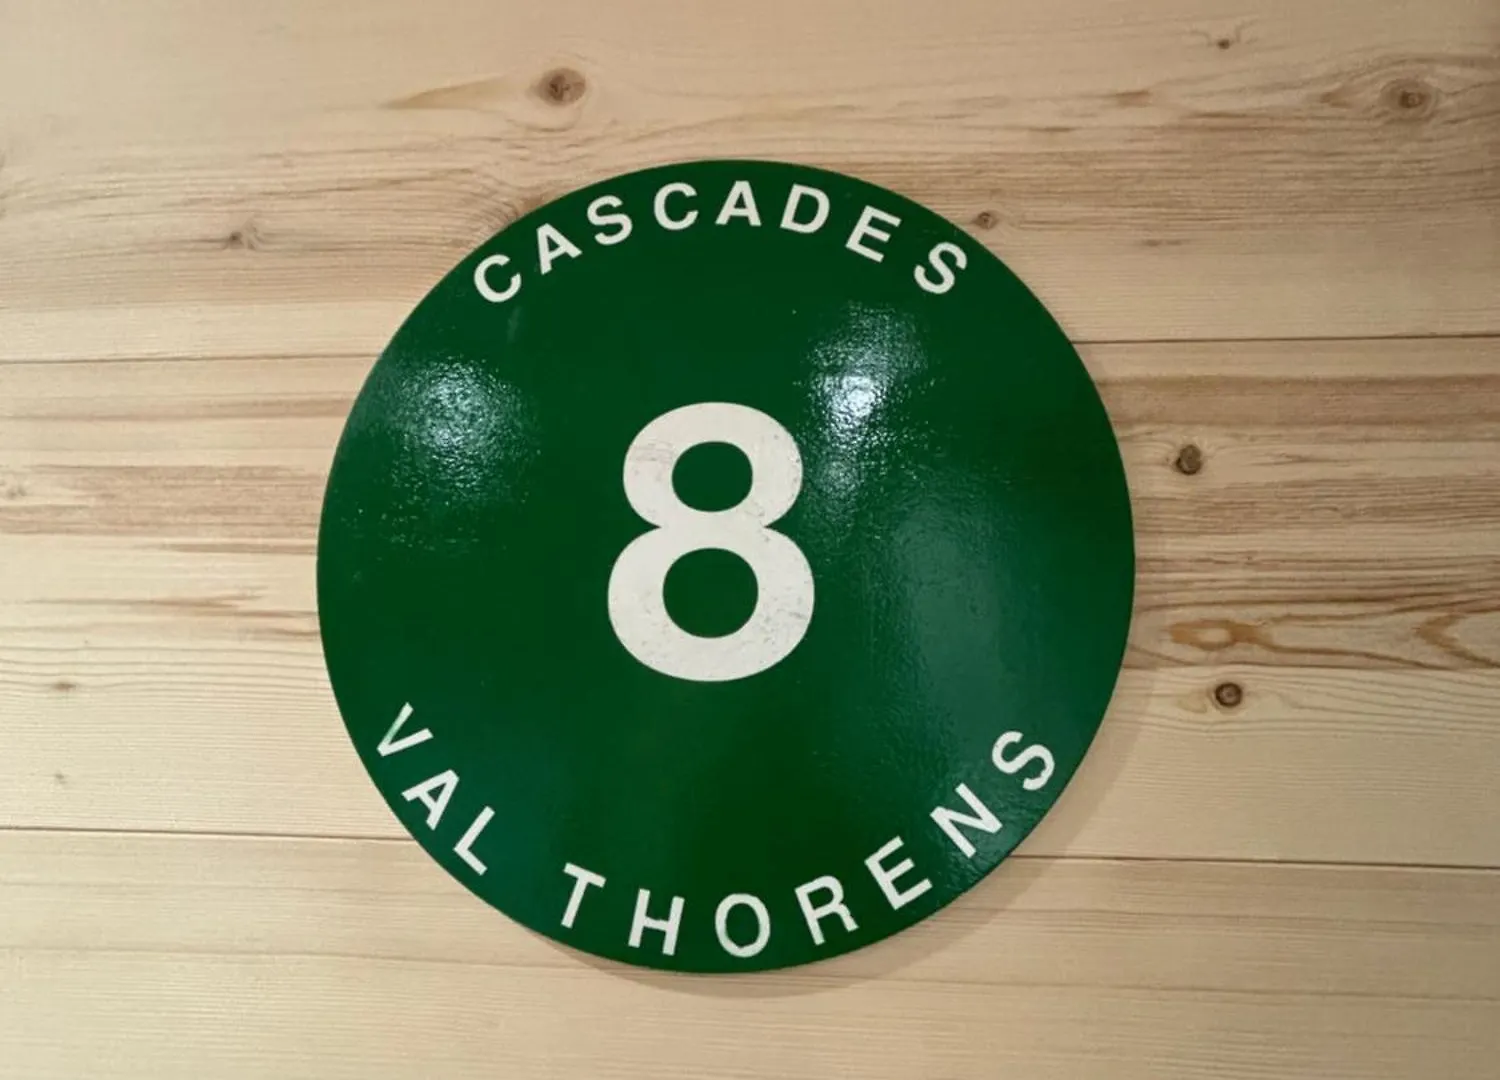 CASCADES
8
VAL THORENS